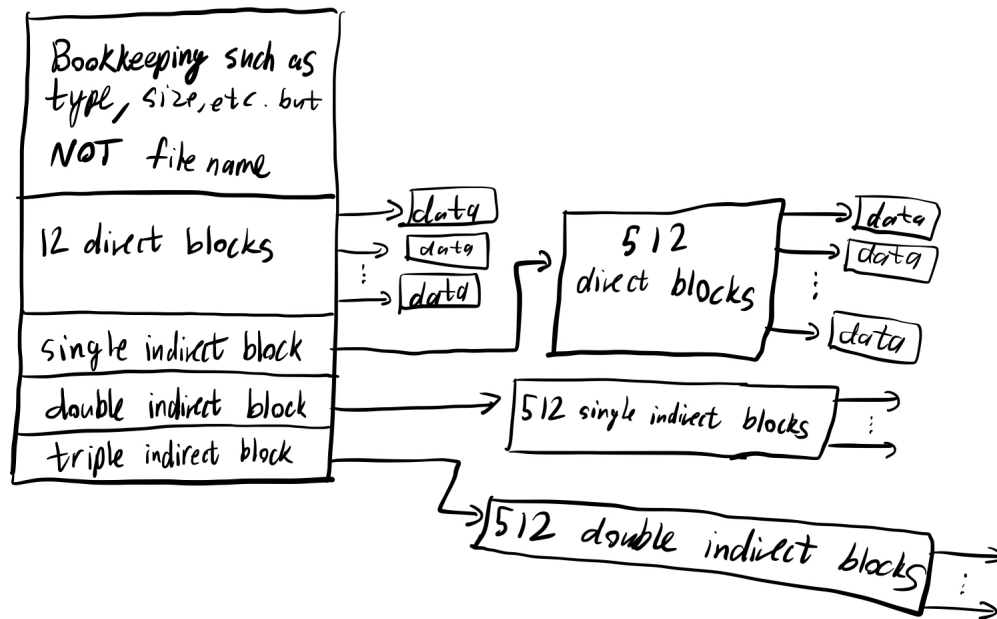 Bookkeeping such as
type, size, etc. but
NOT file name
12 direct blocks
data
data
data
single indirect block
double indirect block
triple indirect block
512
direct blocks
data
data
data
512 single indirect blocks
512 double indirect blocks